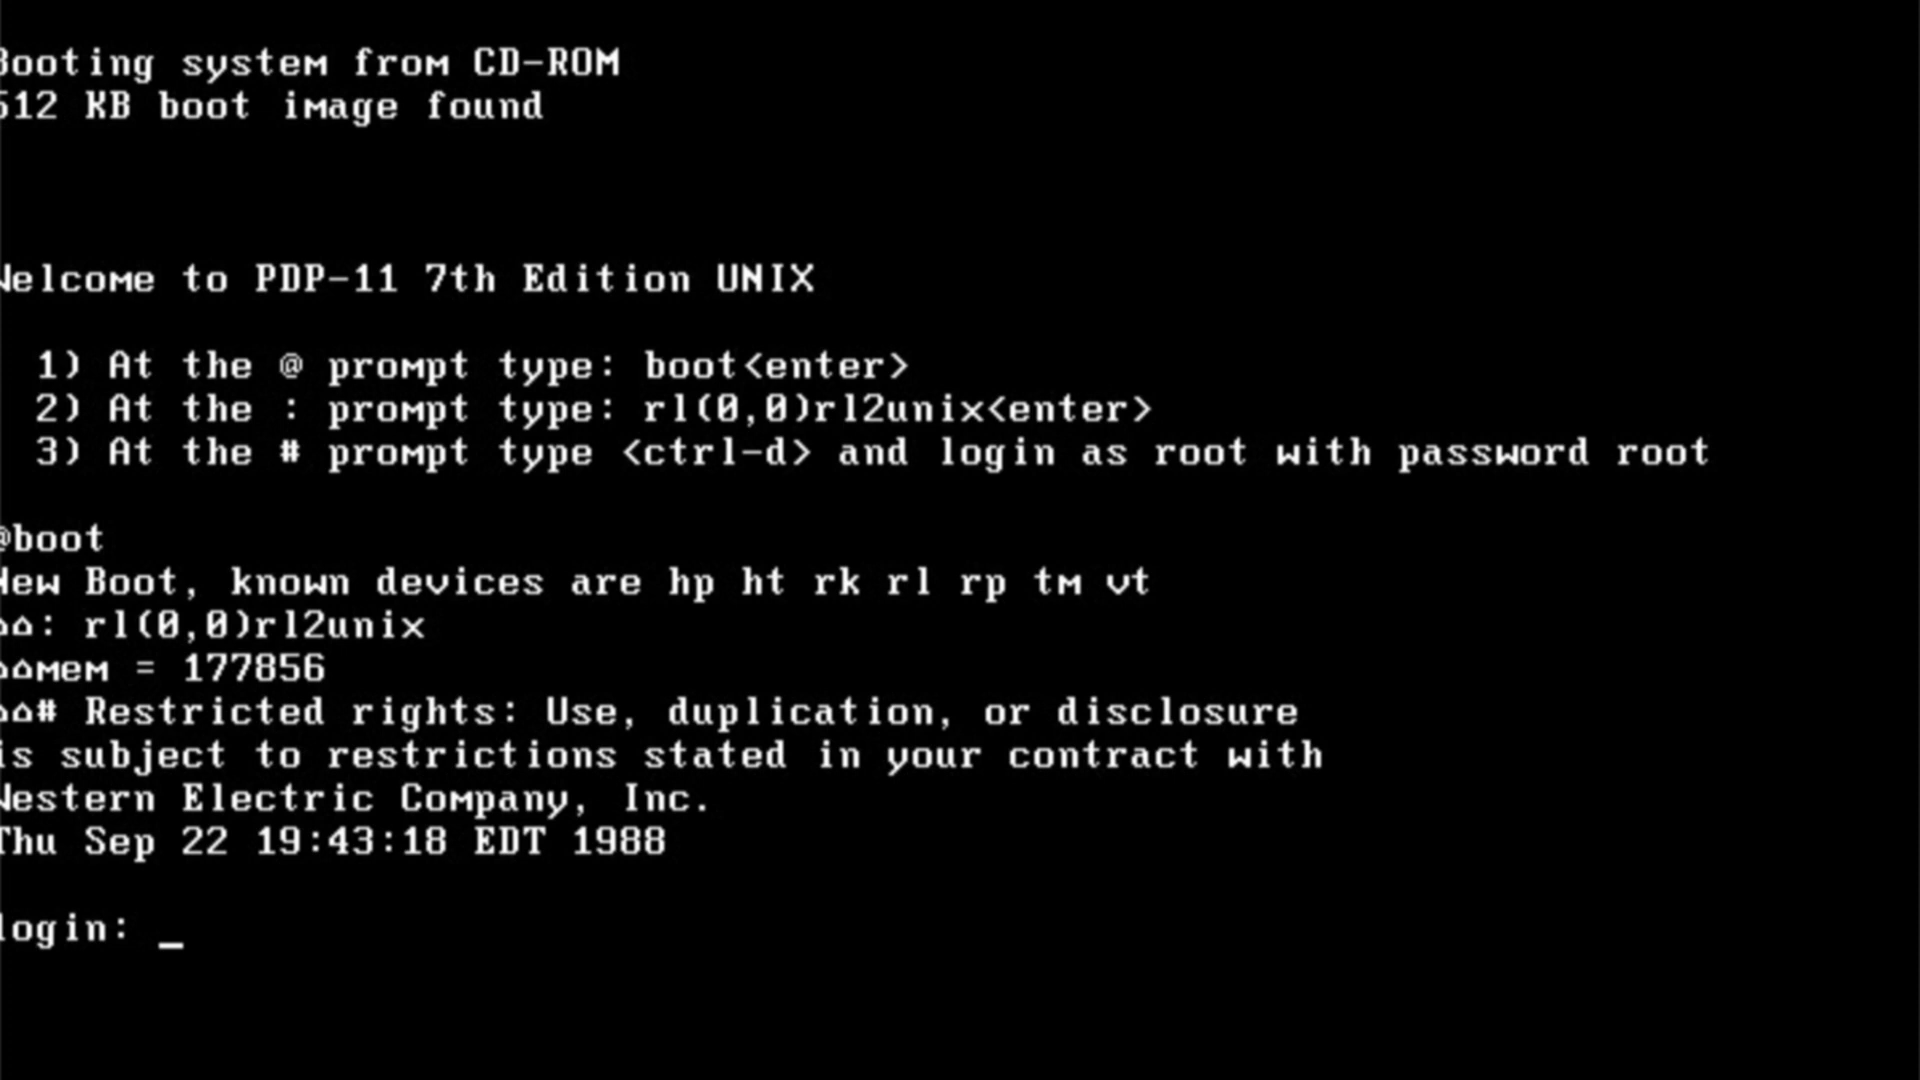 Booting system from CD-ROM
512 KB boot image found
Welcome to PDP-11 7th Edition UNIX
1) At the @ prompt type: boot<enter>
2) At the : prompt type: rl(0,0)rl2unix<enter>
3) At the # prompt type <ctrl-d> and login as root with password root
@boot
New Boot, known devices are hp ht rk rl rp tm vt
⌂⌂: rl(0,0)rl2unix
⌂⌂mem = 177856
⌂⌂# Restricted rights: Use, duplication, or disclosure
is subject to restrictions stated in your contract with
Western Electric Company, Inc.
Thu Sep 22 19:43:18 EDT 1988
login: _